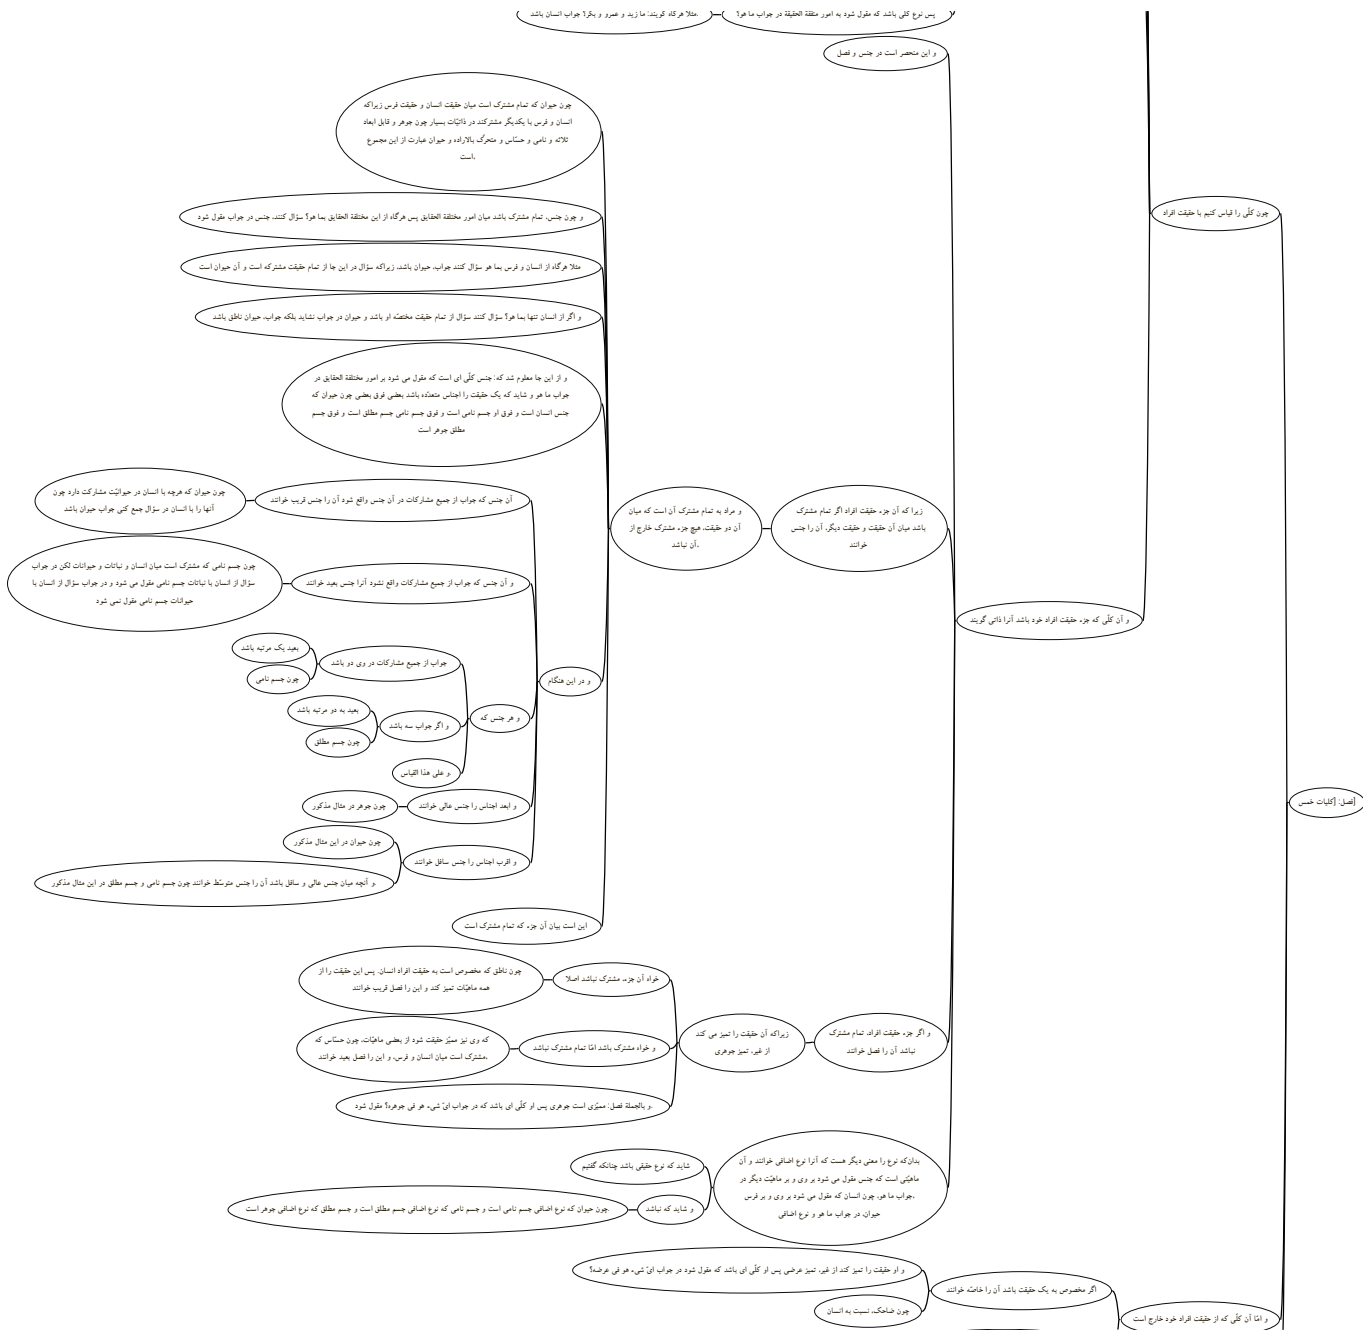 [فصل: [کلیات خمس
چون کلّی را قیاس کنیم با حقیقت افراد
پس نوع کلی باشد که مقول شود به امور متفقة الحقیقة در جواب ما هو؟
مثلا هرگاه گویند: ما زید و عمرو و بکر؟ جواب انسان باشد.
و آن کلّی که جزء حقیقت افراد خود باشد آنرا ذاتی گویند
و این منحصر است در جنس و فصل
زیرا که آن جزء حقیقت افراد اگر تمام مشترک
باشد میان آن حقیقت و حقیقت دیگر، آن را جنس
خوانند
و مراد به تمام مشترک آن است که میان
آن دو حقیقت، هیچ جزء مشترک خارج از
آن نباشد.
چون حیوان که تمام مشترک است میان حقیقت انسان و حقیقت فرس زیراکه
انسان و فرس با یکدیگر مشترکند در ذاتیّات بسیار چون جوهر و قابل ابعاد
ثلاثه و نامی و حسّاس و متحرّک بالاراده و حیوان عبارت از این مجموع
است.
و چون جنس، تمام مشترک باشد میان امور مختلفة الحقایق پس هرگاه از این مختلفة الحقایق بما هو؟ سؤال کنند، جنس در جواب مقول شود
مثلا هرگاه از انسان و فرس بما هو سؤال کنند جواب، حیوان باشد، زیراکه سؤال در این جا از تمام حقیقت مشترکه است و آن حیوان است
و اگر از انسان تنها بما هو؟ سؤال کنند سؤال از تمام حقیقت مختصّه او باشد و حیوان در جواب نشاید بلکه جواب، حیوان ناطق باشد
و از این جا معلوم شد که: جنس کلّی ای است که مقول می شود بر امور مختلفة الحقایق در
جواب ما هو و شاید که یک حقیقت را اجناس متعدّده باشد بعضی فوق بعضی چون حیوان که
جنس انسان است و فوق او جسم نامی است و فوق جسم نامی جسم مطلق است و فوق جسم
مطلق جوهر است
و در این هنگام
آن جنس که جواب از جمیع مشارکات در آن جنس واقع شود آن را جنس قریب خوانند
چون حیوان که هرچه با انسان در حیوانیّت مشارکت دارد چون
آنها را با انسان در سؤال جمع کنی جواب حیوان باشد
و آن جنس که جواب از جمیع مشارکات واقع نشود آنرا جنس بعید خوانند
چون جسم نامی که مشترک است میان انسان و نباتات و حیوانات لکن در جواب
سؤال از انسان با نباتات جسم نامی مقول می شود و در جواب سؤال از انسان با
حیوانات جسم نامی مقول نمی شود
و هر جنس که
جواب از جمیع مشارکات در وی دو باشد
بعید یک مرتبه باشد
چون جسم نامی
و اگر جواب سه باشد
بعید به دو مرتبه باشد
چون جسم مطلق
و علی هذا القیاس.
و ابعد اجناس را جنس عالی خوانند
چون جوهر در مثال مذکور
و اقرب اجناس را جنس سافل خوانند
چون حیوان در این مثال مذکور
و آنچه میان جنس عالی و سافل باشد آن را جنس متوسّط خوانند چون جسم نامی و جسم مطلق در این مثال مذکور.
این است بیان آن جزء که تمام مشترک است
و اگر جزء حقیقت افراد، تمام مشترک
نباشد آن را فصل خوانند
زیراکه آن حقیقت را تمیز می کند
از غیر، تمیز جوهری
خواه آن جزء، مشترک نباشد اصلا
چون ناطق که مخصوص است به حقیقت افراد انسان. پس این حقیقت را از
همه ماهیّات تمیز کند و این را فصل قریب خوانند
و خواه مشترک باشد امّا تمام مشترک نباشد
که وی نیز ممیّز حقیقت شود از بعضی ماهیّات، چون حسّاس که
مشترک است میان انسان و فرس، و این را فصل بعید خوانند.
و بالجملة فصل: ممیّزی است جوهری پس او کلّی ای باشد که در جواب ایّ شیء هو فی جوهره؟ مقول شود.
بدان‌که نوع را معنی دیگر هست که آنرا نوع اضافی خوانند و آن
ماهیّتی است که جنس مقول می شود بر وی و بر ماهیّت دیگر در
جواب ما هو، چون انسان که مقول می شود بر وی و بر فرس.
حیوان، در جواب ما هو و نوع اضافی
شاید که نوع حقیقی باشد چنانکه گفتیم
و شاید که نباشد
چون حیوان که نوع اضافی جسم نامی است و جسم نامی که نوع اضافی جسم مطلق است و جسم مطلق که نوع اضافی جوهر است.
و امّا آن کلّی که از حقیقت افراد خود خارج است
اگر مخصوص به یک حقیقت باشد آن را خاصّه خوانند
و او حقیقت را تمیز کند از غیر، تمیز عرضی پس او کلّی ای باشد که مقول شود در جواب ایّ شیء هو فی عرضه؟
چون ضاحک، نسبت به انسان